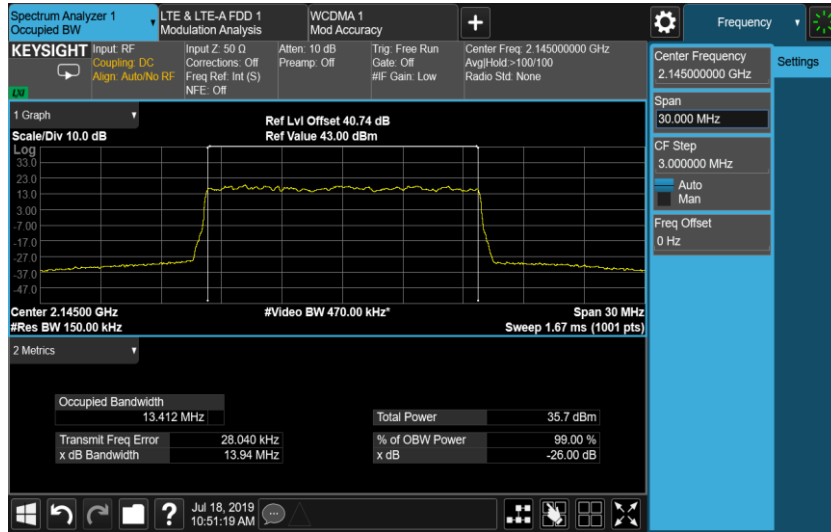 Spectrum Analyzer 1
Occupied BW
LTE & LTE-A FDD 1
Modulation Analysis
WCDMA 1
Mod Accuracy
+
Frequency
KEYSIGHT
Input: RF
Coupling: DC
Align: Auto/No RF
Input Z: 50 Ω
Corrections: Off
Freq Ref: Int (S)
NFE: Off
Atten: 10 dB
Preamp: Off
Trig: Free Run
Gate: Off
#IF Gain: Low
Center Freq: 2.145000000 GHz
Avg|Hold:>100/100
Radio Std: None
LXI
Center Frequency
2.145000000 GHz
Settings
Span
30.000 MHz
CF Step
3.000000 MHz
Auto
Man
Freq Offset
0 Hz
1 Graph
Scale/Div 10.0 dB
Ref Lvl Offset 40.74 dB
Ref Value 43.00 dBm
Log
33.0
23.0
13.0
3.00
-7.00
-17.0
-27.0
-37.0
-47.0
Center 2.14500 GHz
#Res BW 150.00 kHz
#Video BW 470.00 kHz*
Span 30 MHz
Sweep 1.67 ms (1001 pts)
2 Metrics
Occupied Bandwidth
13.412 MHz
Transmit Freq Error 28.040 kHz
x dB Bandwidth 13.94 MHz
Total Power 35.7 dBm
% of OBW Power 99.00 %
x dB -26.00 dB
?
Jul 18, 2019
10:51:19 AM